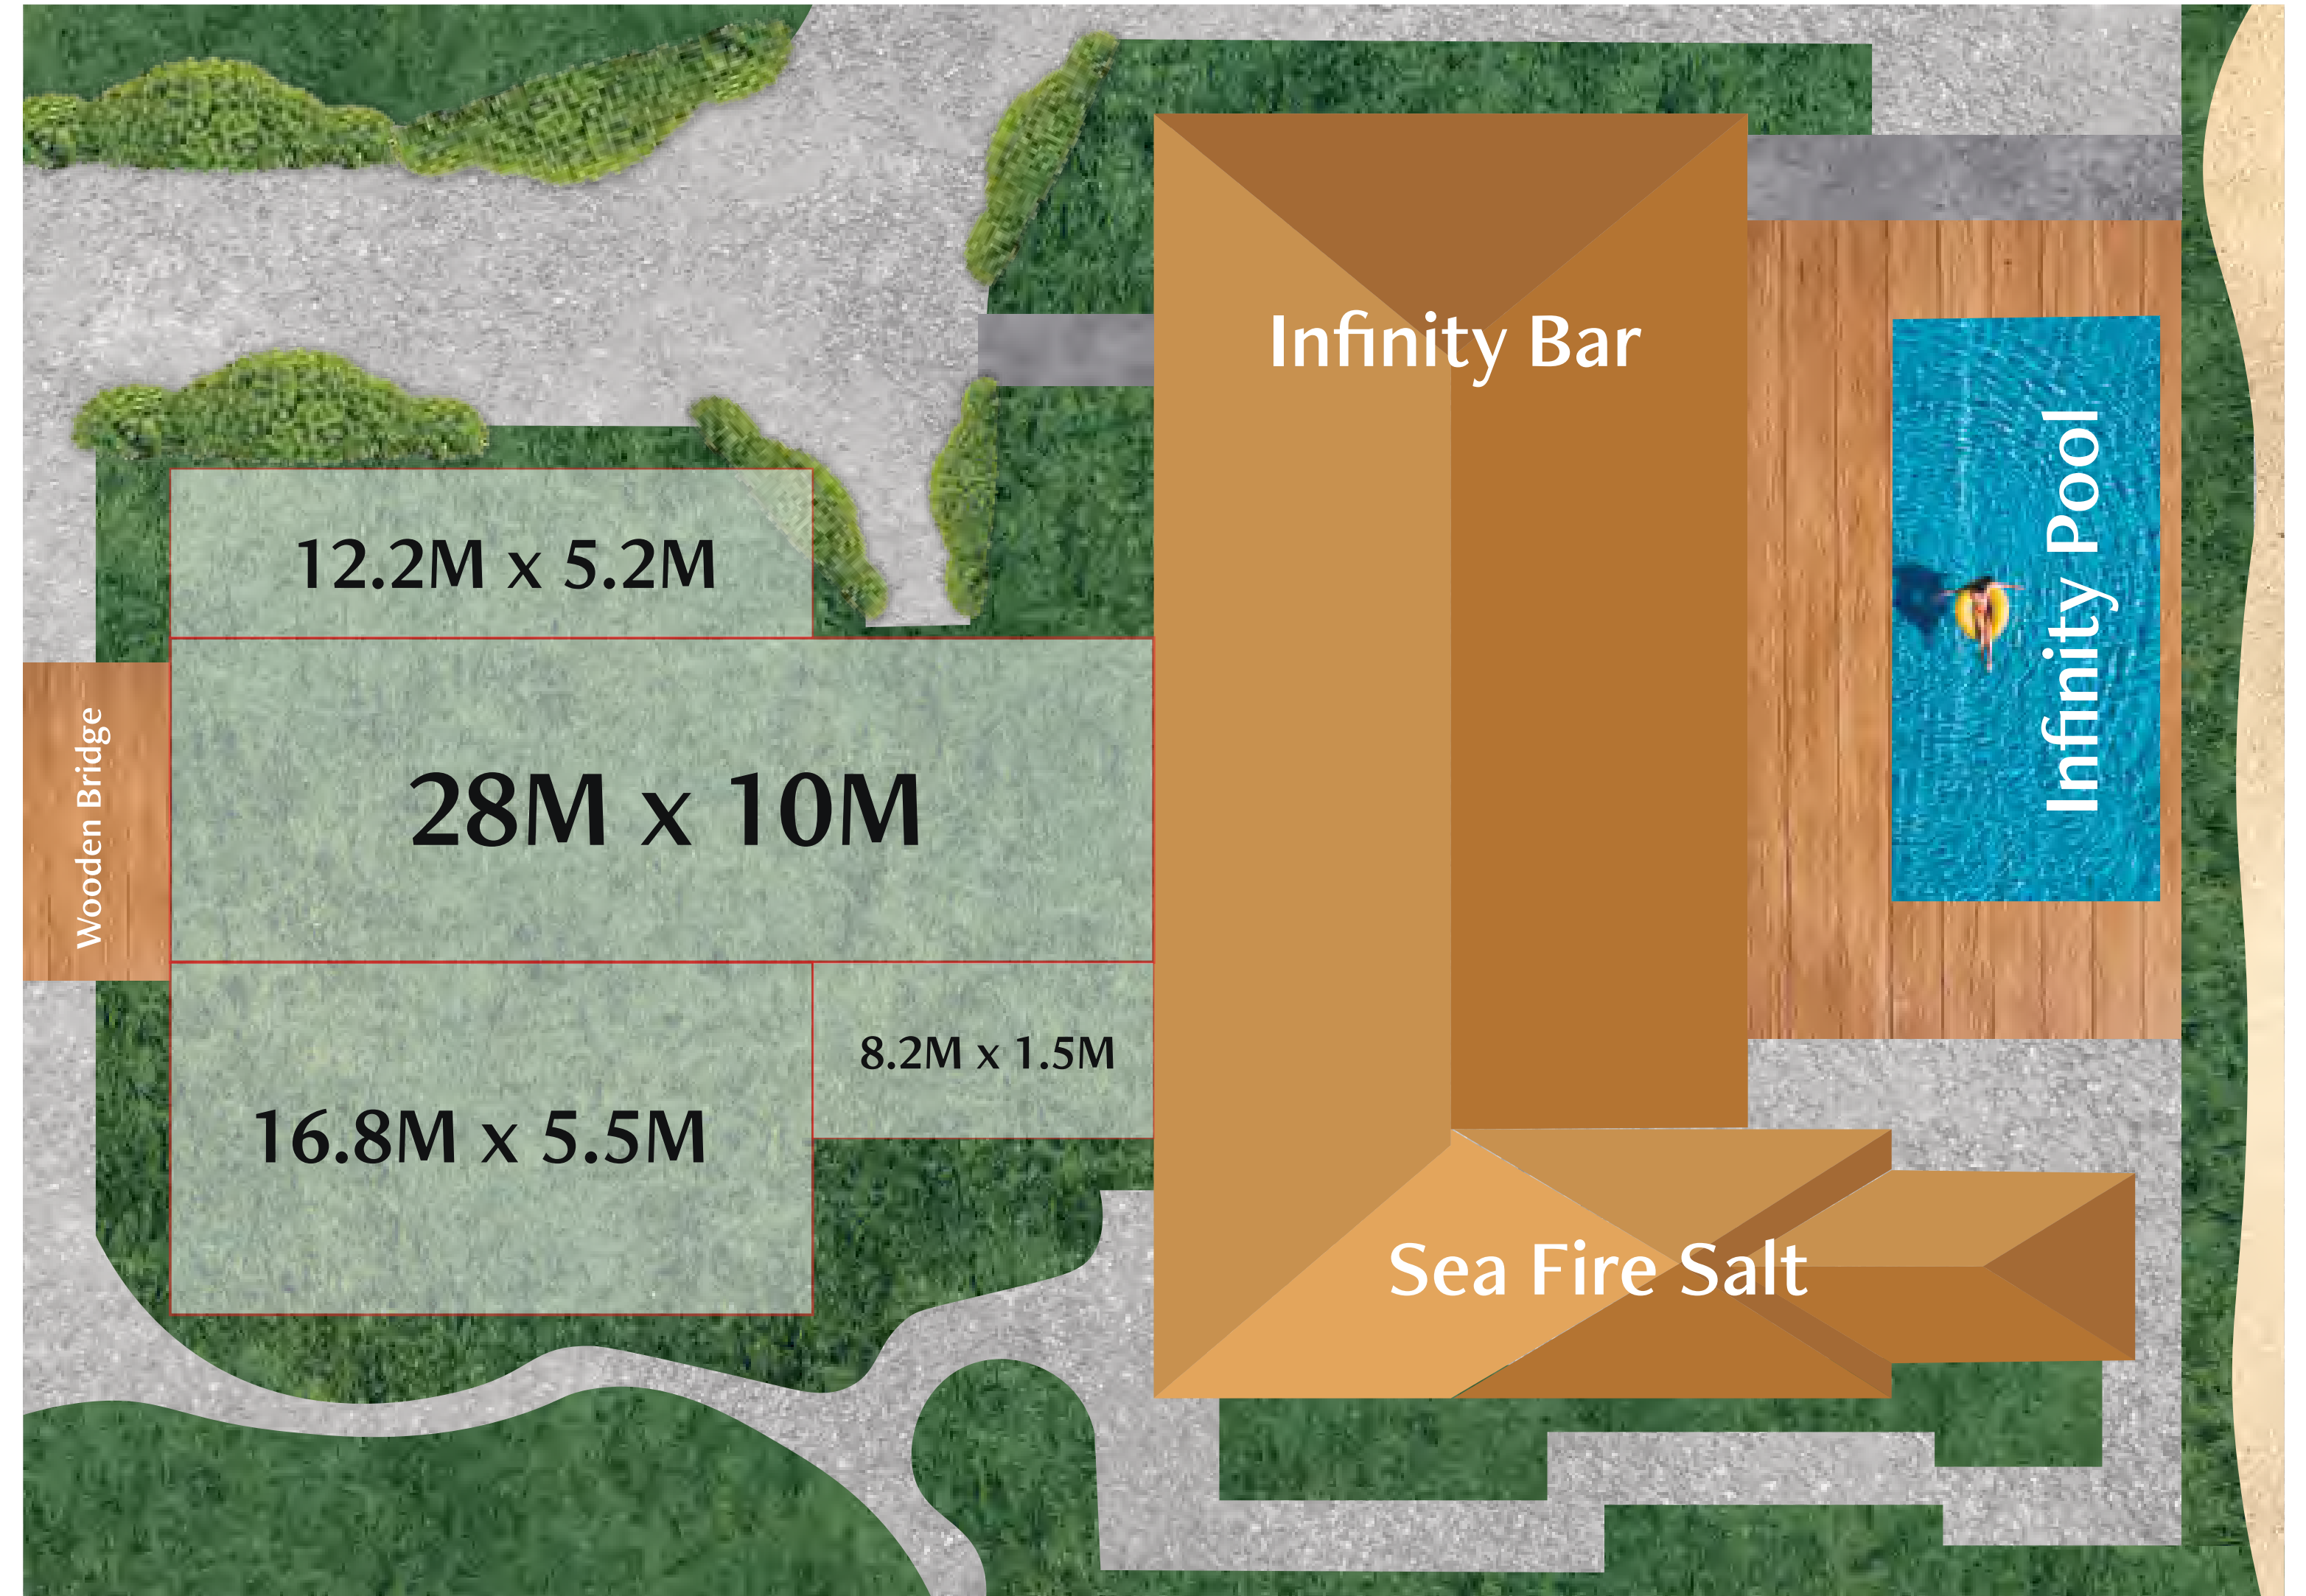 Infinity Bar
Infinity Pool
12.2M x 5.2M
28M x 10M
Wooden Bridge
8.2M x 1.5M
16.8M x 5.5M
Sea Fire Salt